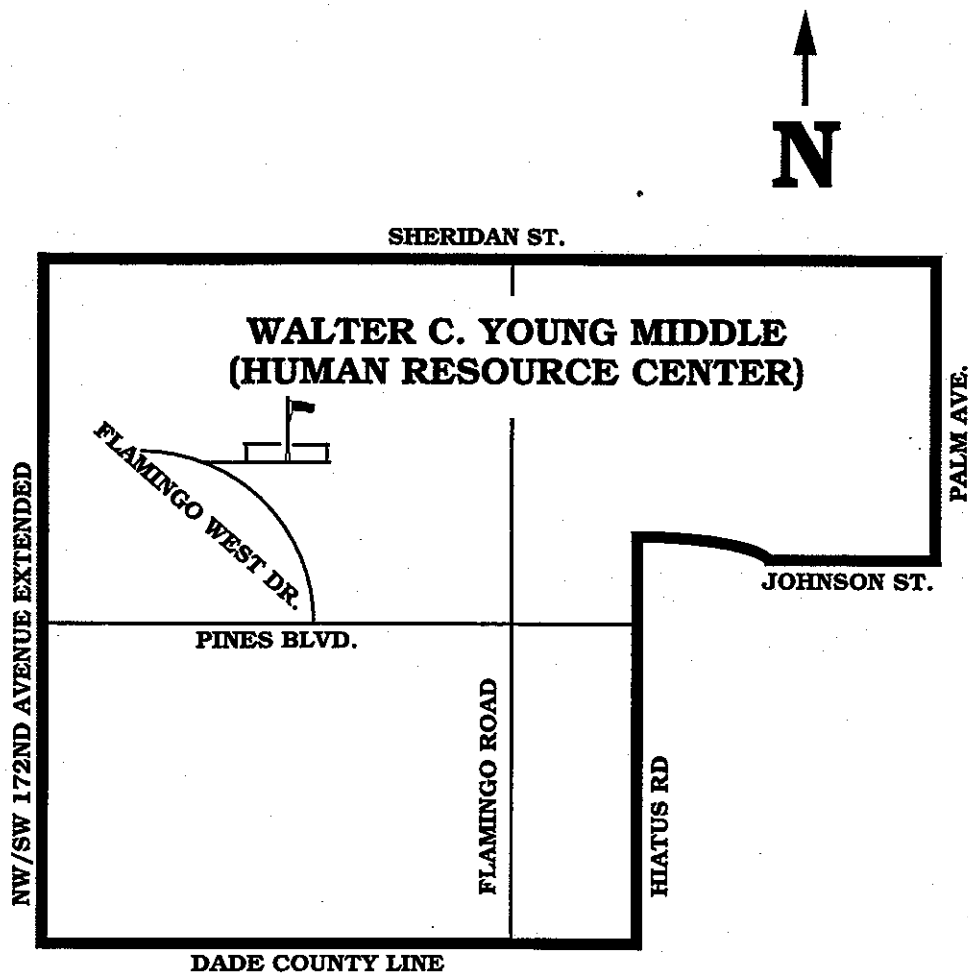 N
SHERIDAN ST.
WALTER C. YOUNG MIDDLE
(HUMAN RESOURCE CENTER)
PALM AVE.
FLAMINGO WEST DR.
NW/SW 172ND AVENUE EXTENDED
JOHNSON ST.
PINES BLVD.
FLAMINGO ROAD
HIATUS RD
DADE COUNTY LINE